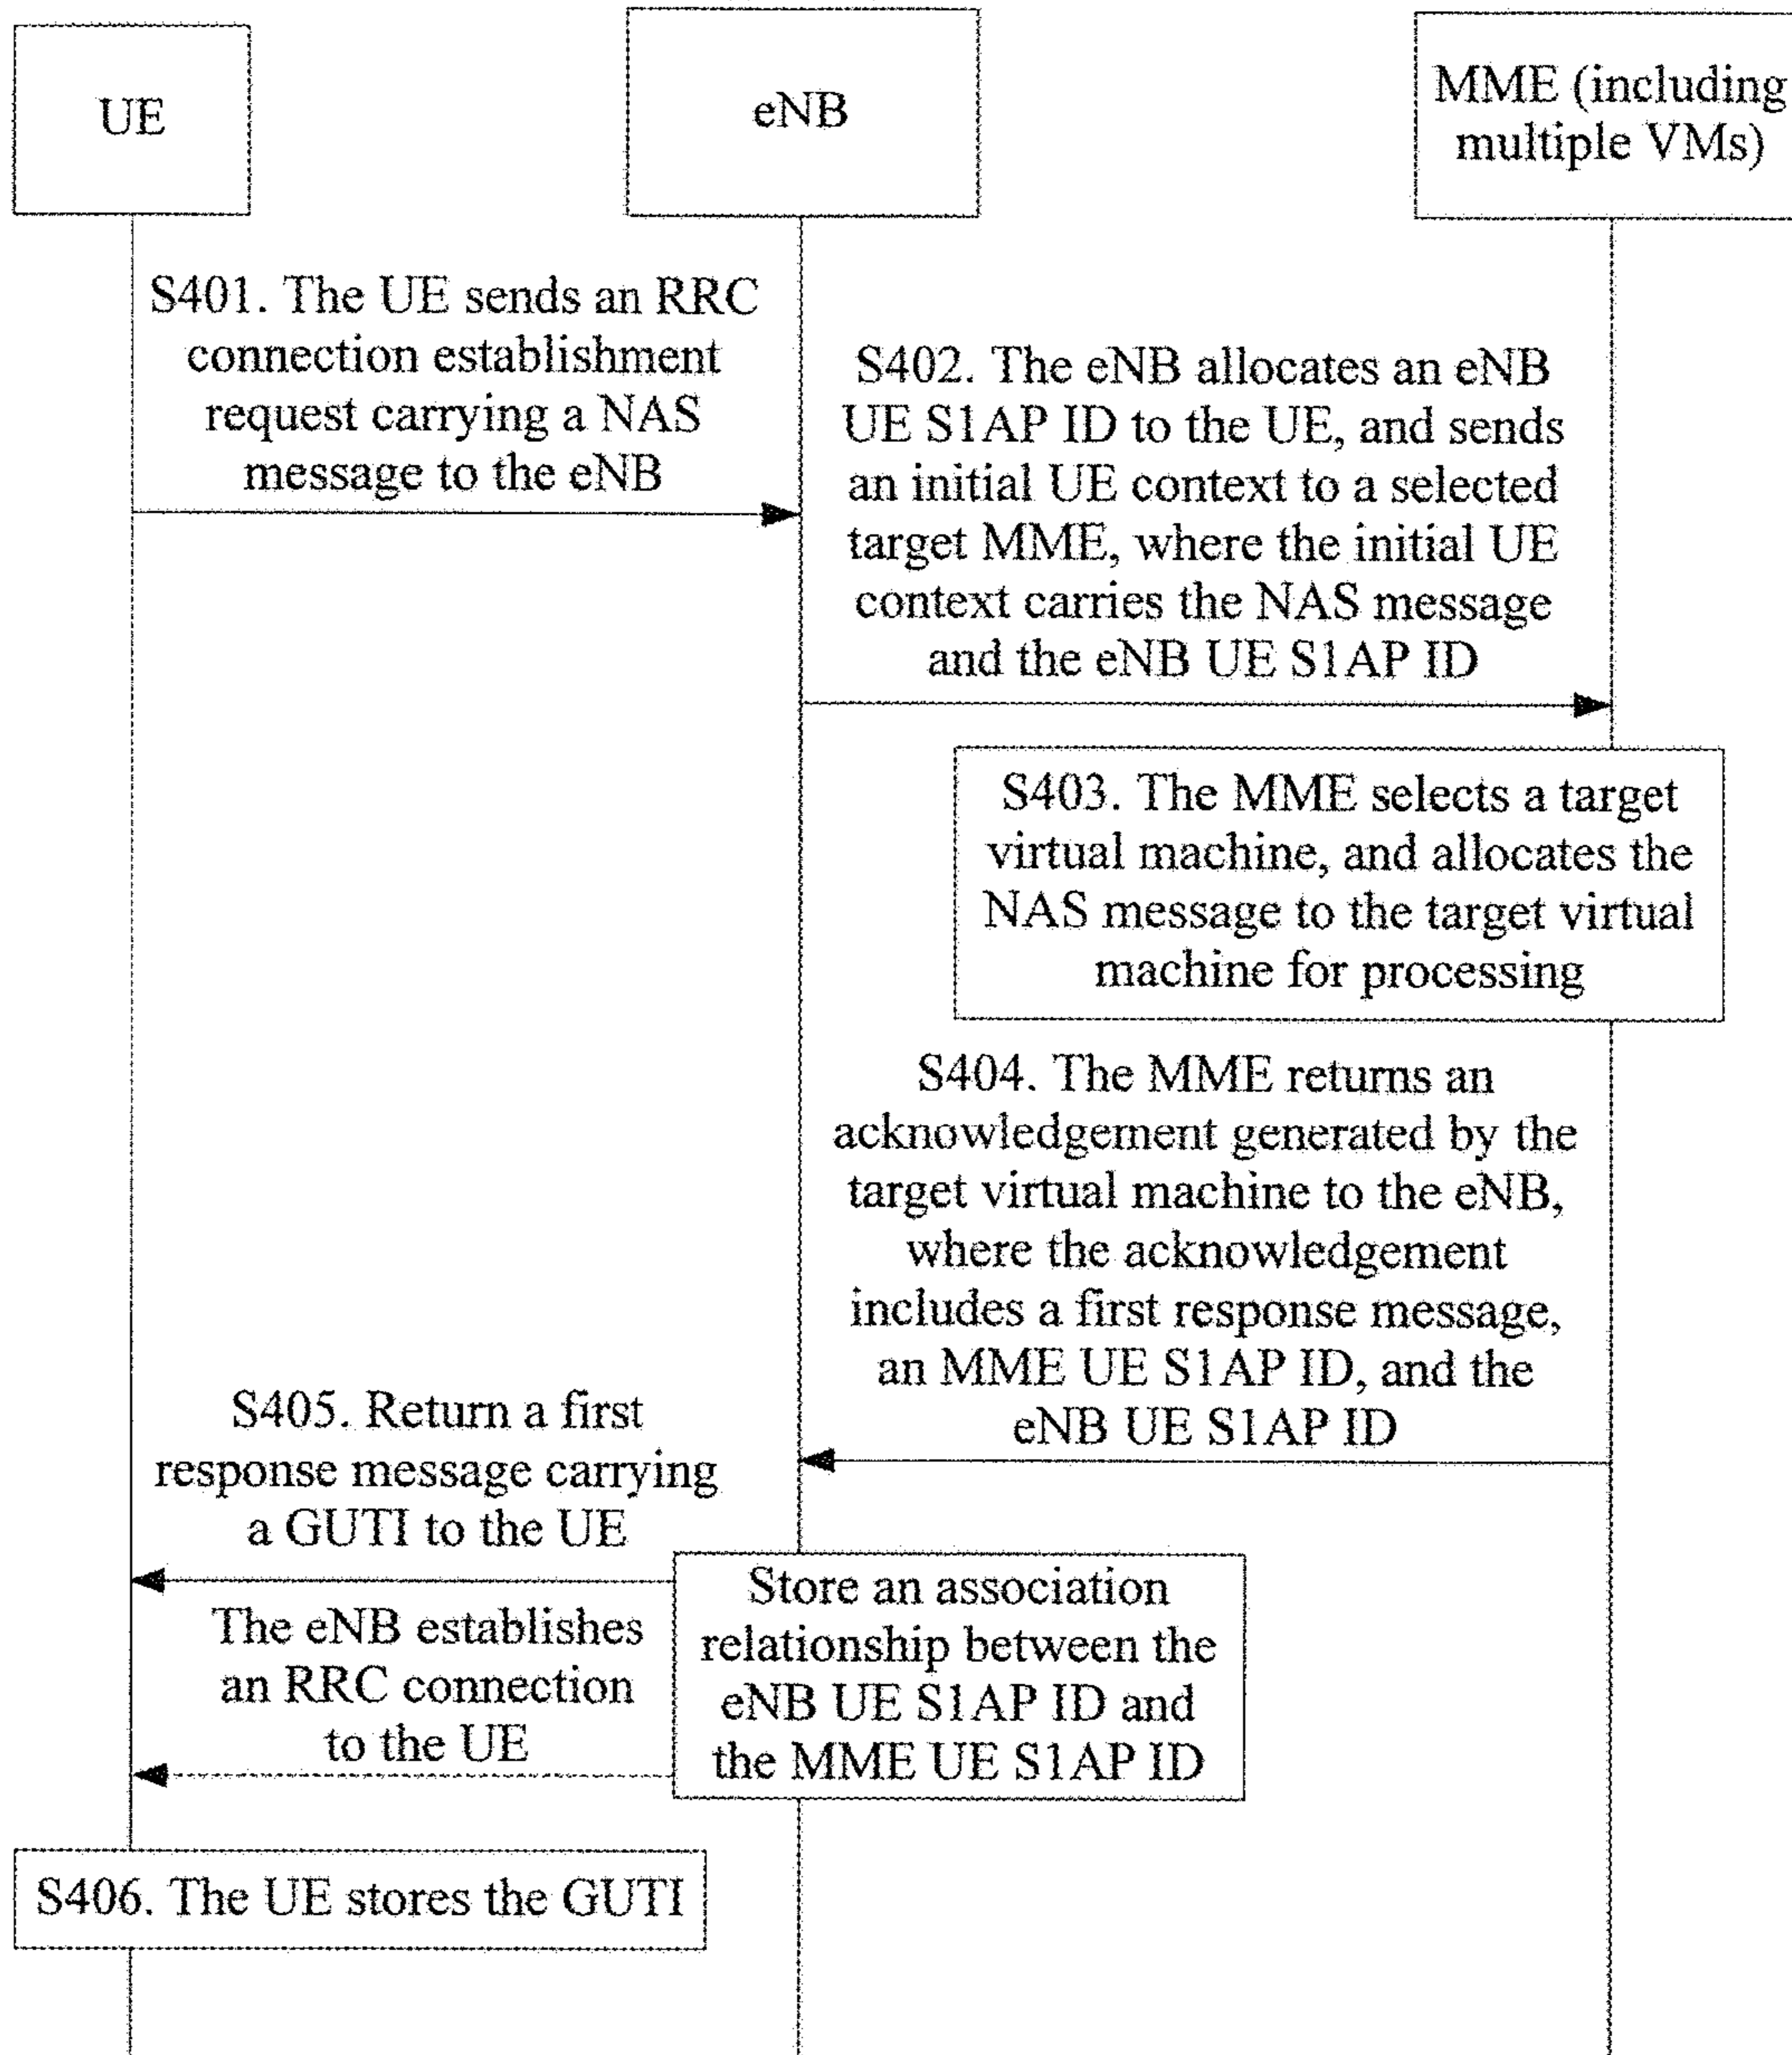 UE
eNB
MME (including
multiple VMs)
S401. The UE sends an RRC
connection establishment
request carrying a NAS
message to the eNB
S402. The eNB allocates an eNB
UE S1AP ID to the UE, and sends
an initial UE context to a selected
target MME, where the initial UE
context carries the NAS message
and the eNB UE S1AP ID
S403. The MME selects a target
virtual machine, and allocates the
NAS message to the target virtual
machine for processing
S404. The MME returns an
acknowledgement generated by the
target virtual machine to the eNB,
where the acknowledgement
includes a first response message,
an MME UE S1AP ID, and the
eNB UE S1AP ID
S405. Return a first
response message carrying
a GUTI to the UE
Store an association
relationship between the
eNB UE S1AP ID and
the MME UE S1AP ID
The eNB establishes
an RRC connection
to the UE
S406. The UE stores the GUTI